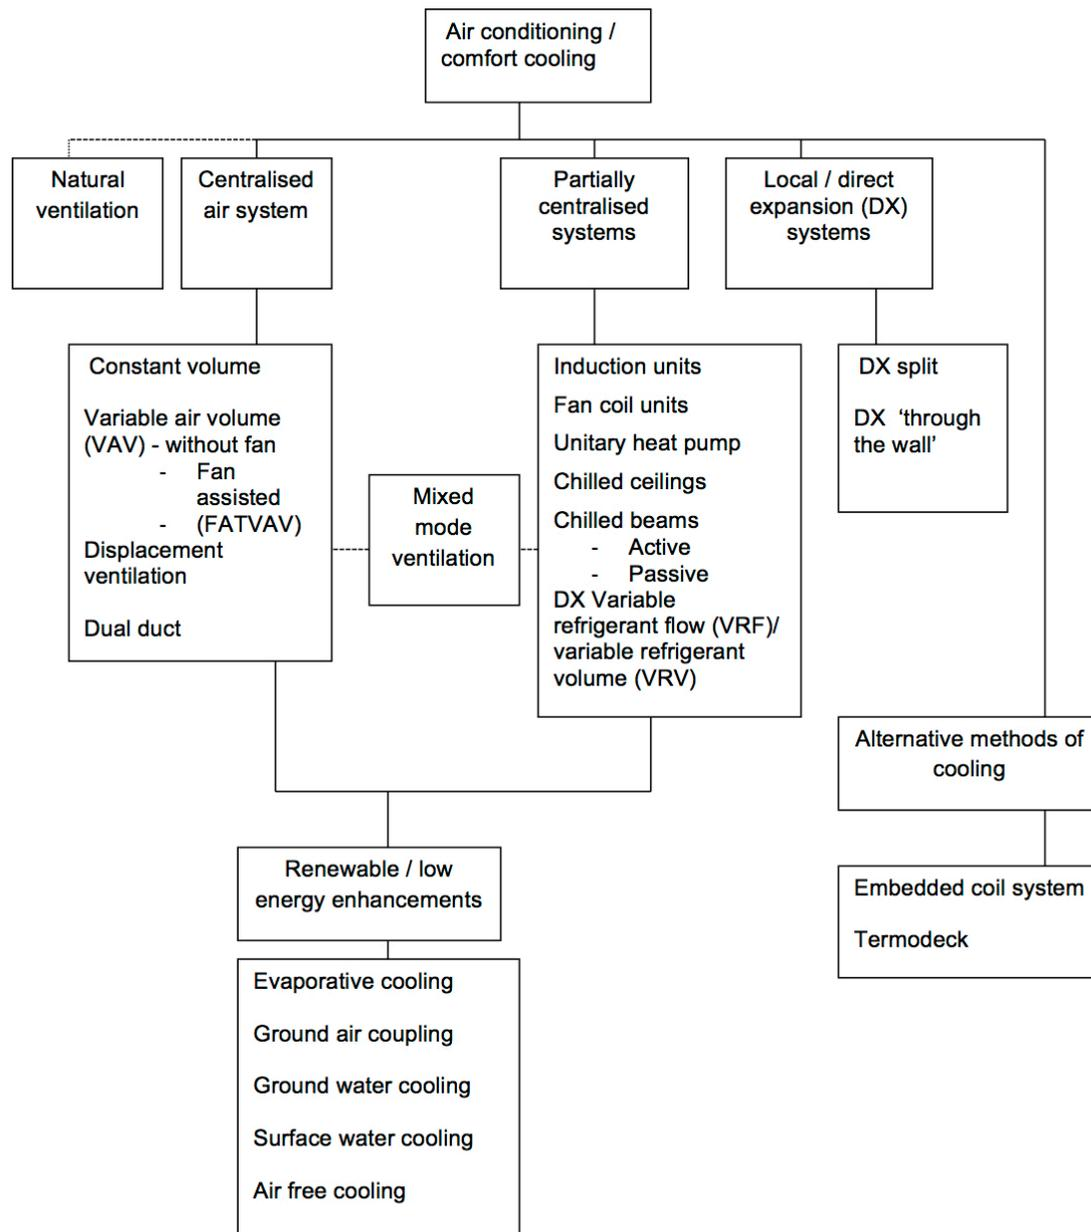 Air conditioning /
comfort cooling
Natural
ventilation
Centralised
air system
Partially
centralised
systems
Local / direct
expansion (DX)
systems
Constant volume
Variable air volume
(VAV) - without fan
- Fan
assisted
- (FATVAV)
Displacement
ventilation
Dual duct
Mixed
mode
ventilation
Induction units
Fan coil units
Unitary heat pump
Chilled ceilings
Chilled beams
- Active
- Passive
DX Variable
refrigerant flow (VRF)/
variable refrigerant
volume (VRV)
DX split
DX ‘through
the wall’
Alternative methods of
cooling
Embedded coil system
Termodeck
Renewable / low
energy enhancements
Evaporative cooling
Ground air coupling
Ground water cooling
Surface water cooling
Air free cooling